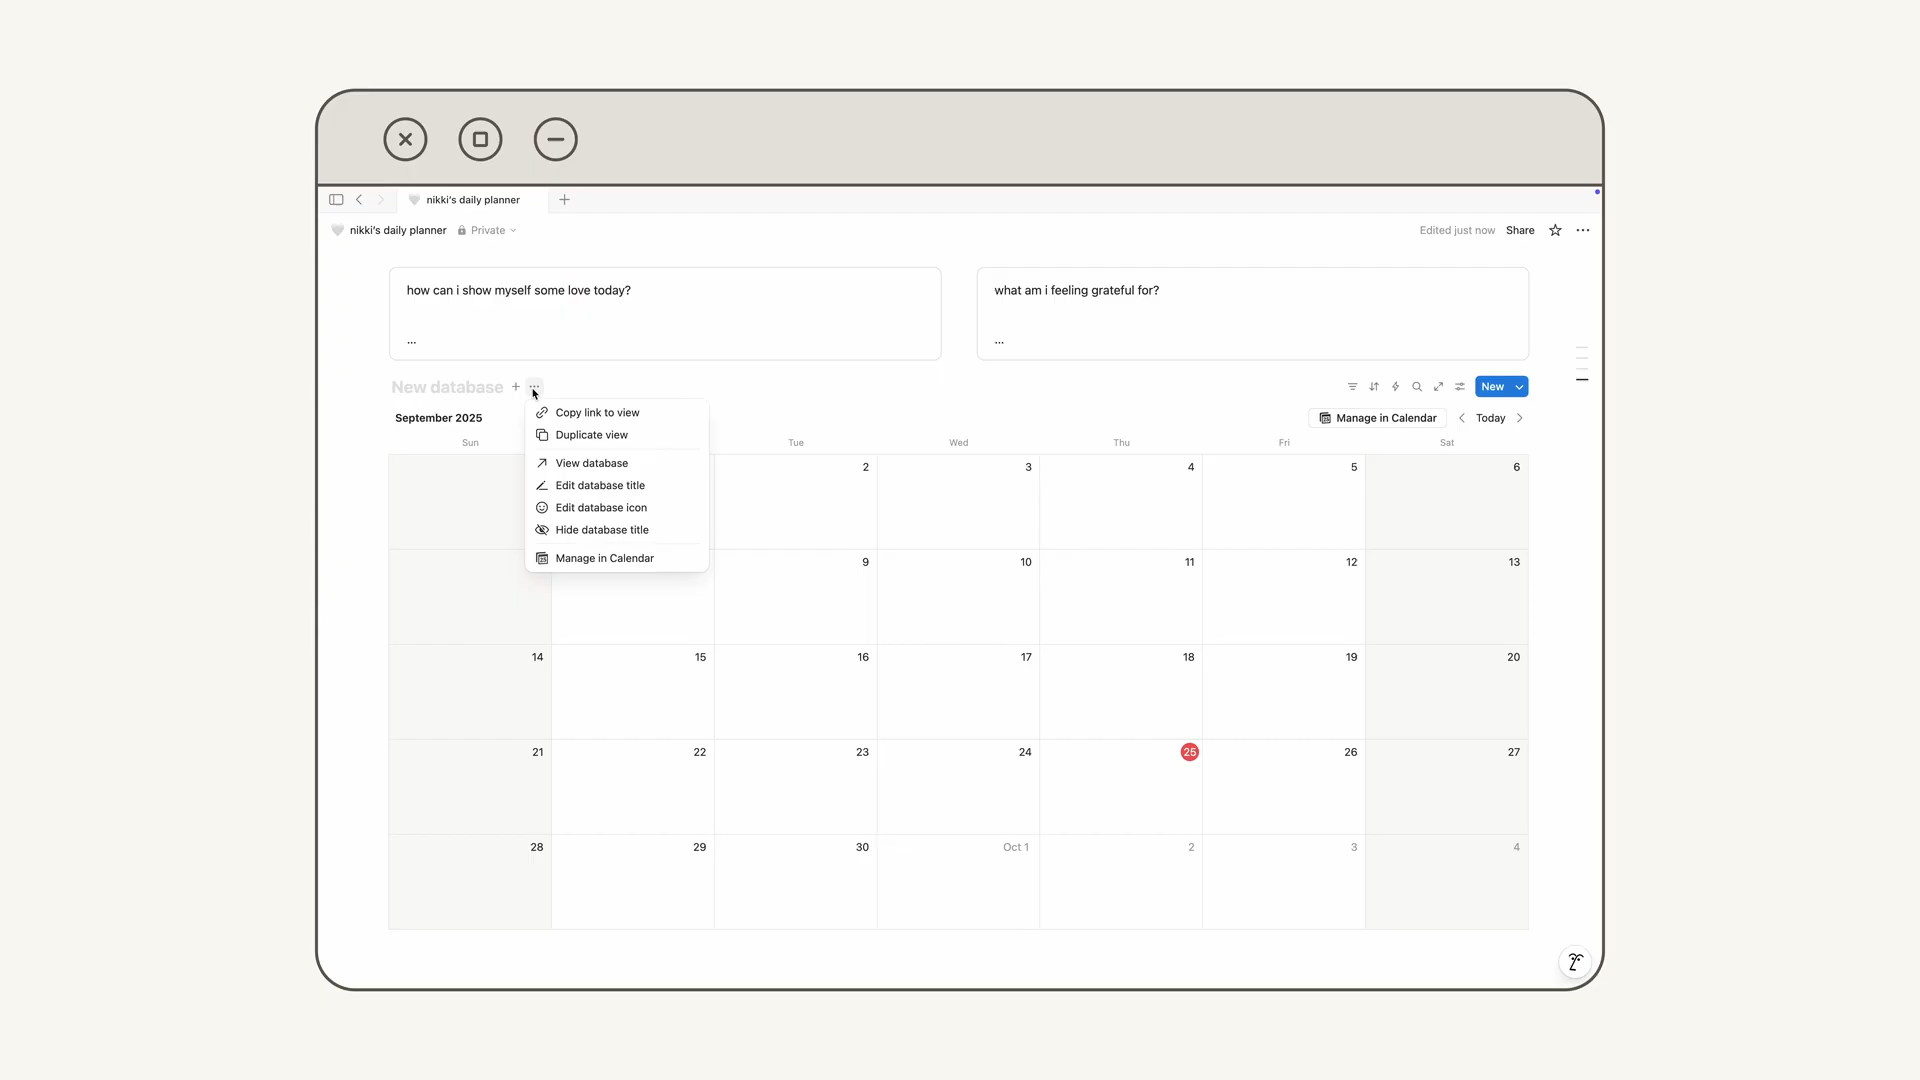 nikki's daily planner
nikki's daily planner Private Edited just now Share
how can i show myself some love today? what am i feeling grateful for?
... ...
New database New
Copy link to view
September 2025 Manage in Calendar Today
Duplicate view
Sun Tue Wed Thu Fri Sat
View database
2 3 4 5 6
Edit database title
Edit database icon
Hide database title
Manage in Calendar
9 10 11 12 13
14 15 16 17 18 19 20
21 22 23 24 25 26 27
28 29 30 Oct 1 2 3 4